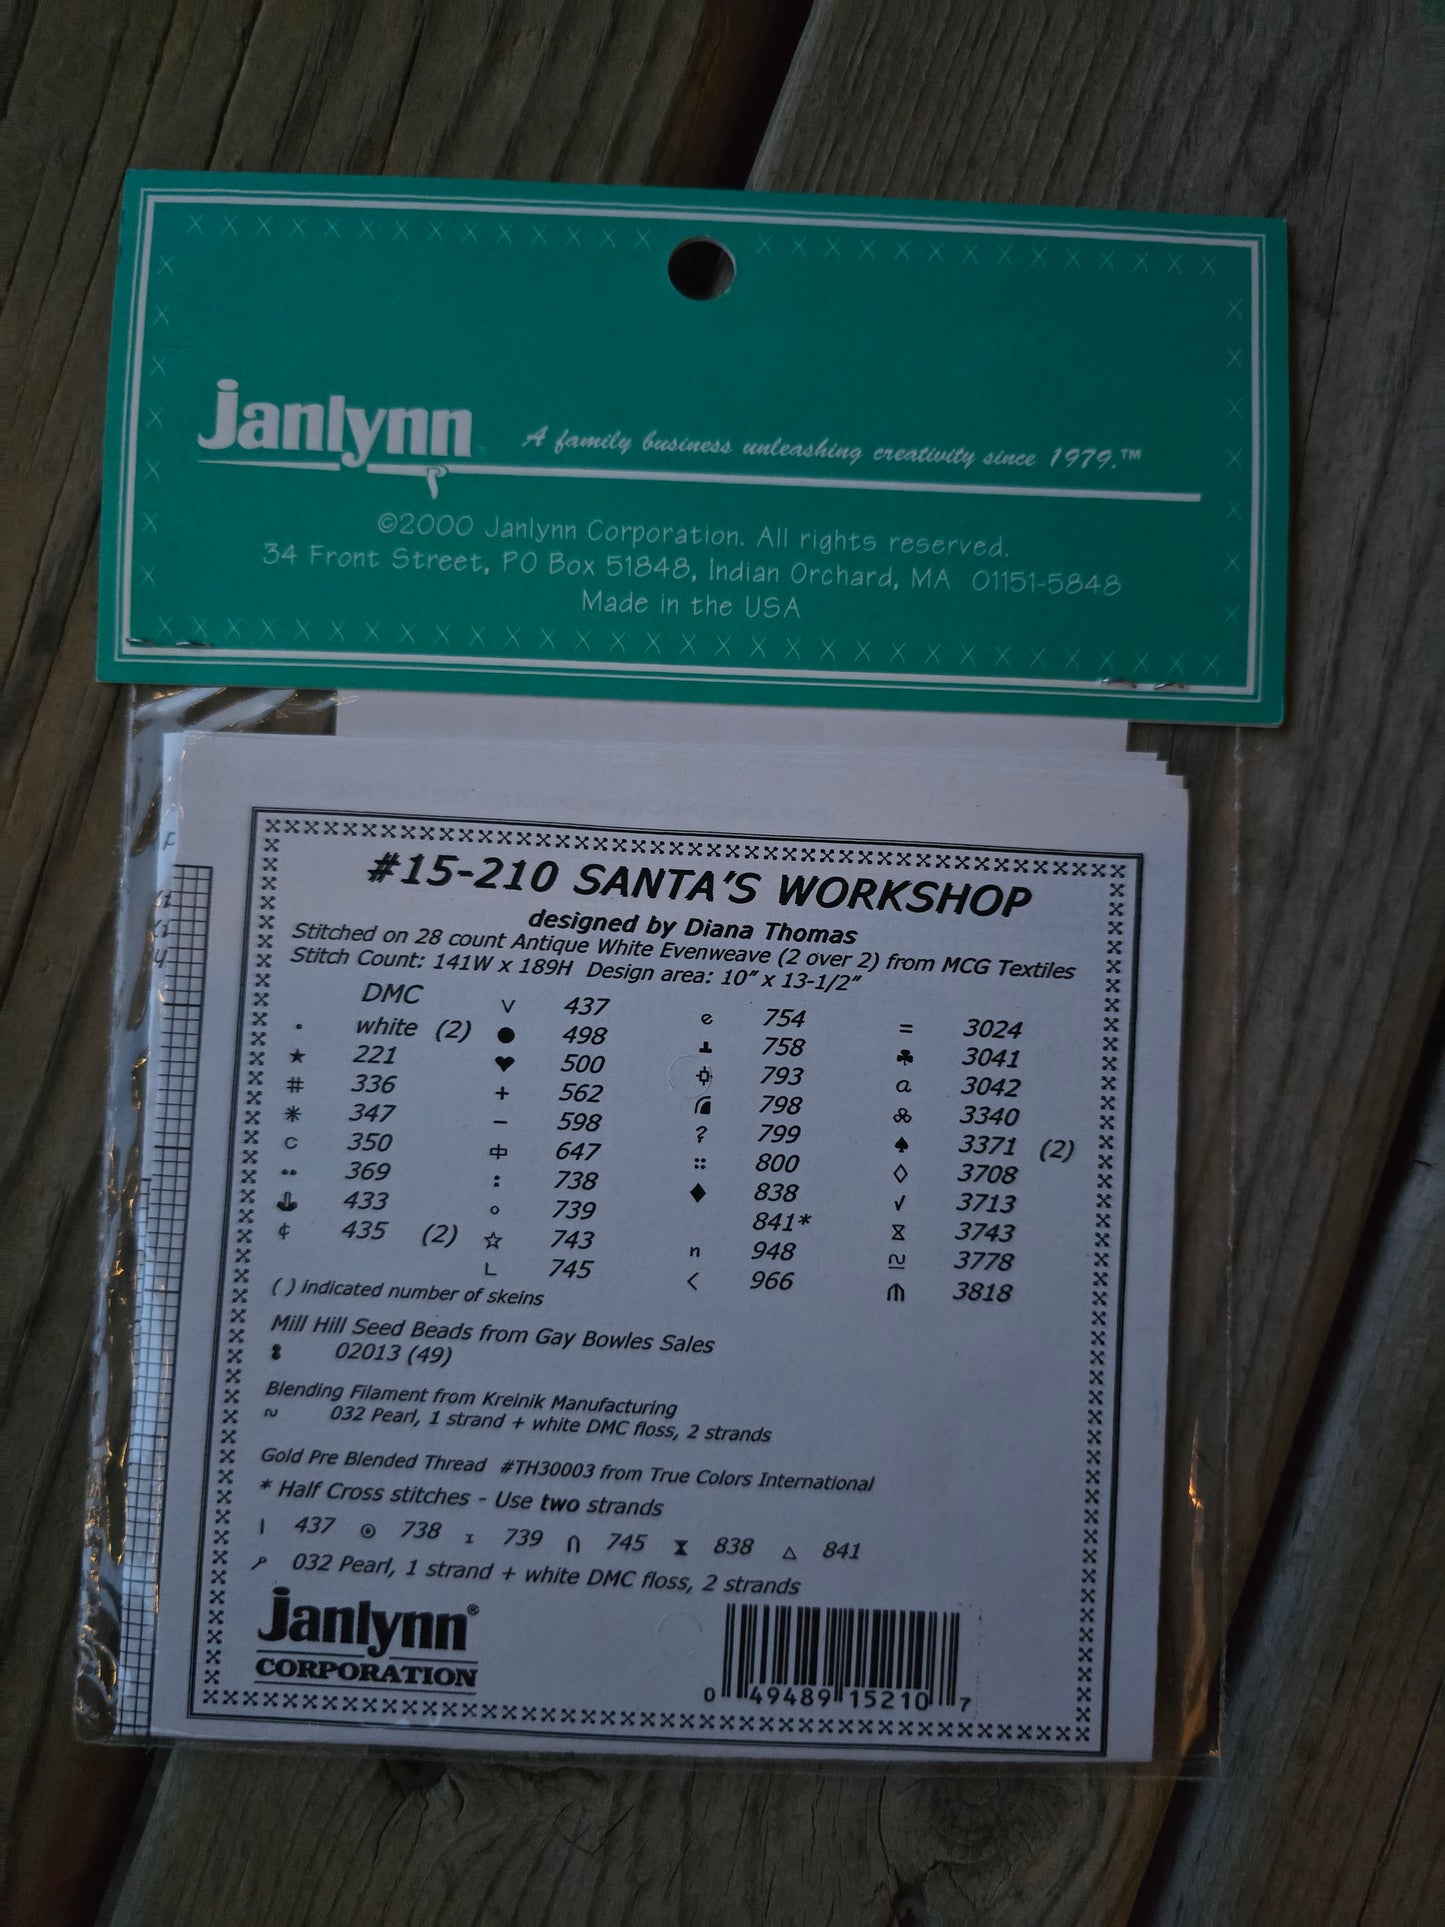 janlynn
A family business unleashing creativity since 1979.™
©2000 Janlynn Corporation. All rights reserved.
34 Front Street, PO Box 51848, Indian Orchard, MA 01151-5848
Made in the USA
#15-210 SANTA'S WORKSHOP
designed by Diana Thomas
Stitched on 28 count Antique White Evenweave (2 over 2) from MCG Textiles
Stitch Count: 141W x 189H Design area: 10" x 13-1/2"
DMC
white (2)
221
336
347
350
369
433
435 (2)
437
498
500
562
598
647
738
739
743
745
754
758
793
798
799
800
838
841*
948
966
3024
3041
3042
3340
3371 (2)
3708
3713
3743
3778
3818
( ) Indicated number of skeins
Mill Hill Seed Beads from Gay Bowles Sales
02013 (49)
Blending Filament from Kreinik Manufacturing
032 Pearl, 1 strand + white DMC floss, 2 strands
Gold Pre Blended Thread #TH30003 from True Colors International
* Half Cross stitches - Use two strands
437 738 739 745 838 841
032 Pearl, 1 strand + white DMC floss, 2 strands
janlynn®
CORPORATION
0 49489 15210 7